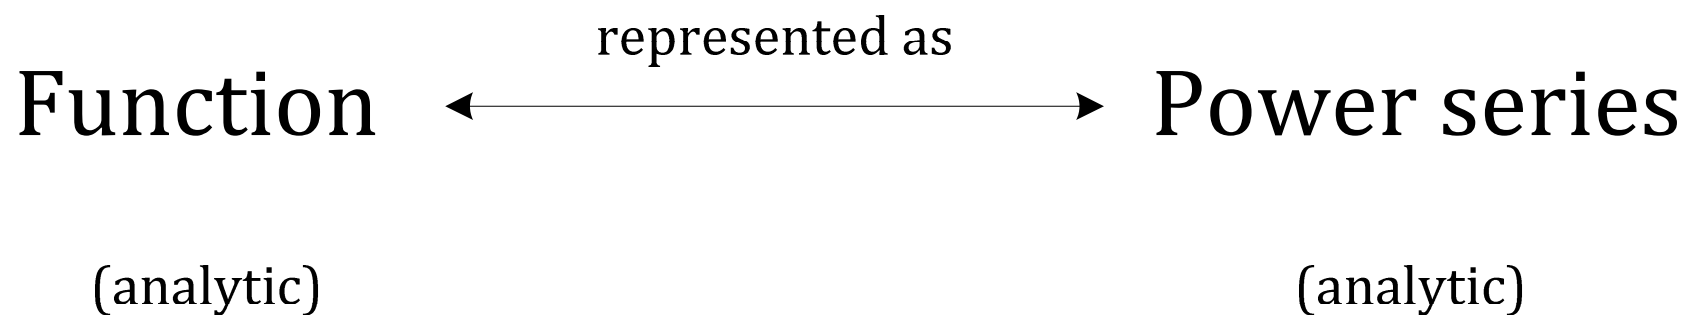 represented as
Function
Power series
(analytic)
(analytic)